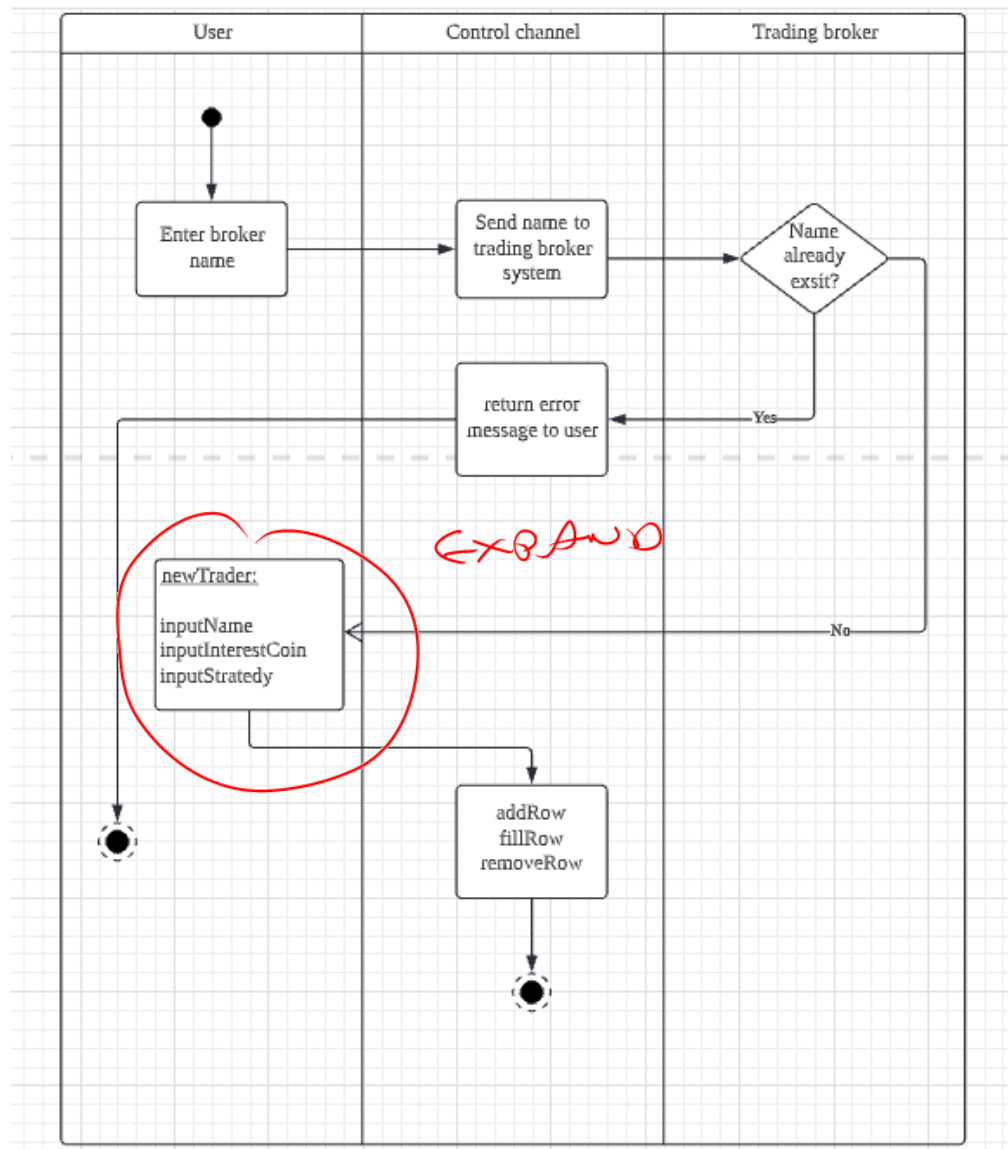 User
Control channel
Trading broker
Enter broker
name
Send name to
trading broker
system
Name
already
exsit?
return error
message to user
Yes
EXPAND
newTrader:
inputName
inputInterestCoin
inputStratedy
No
addRow
fillRow
removeRow